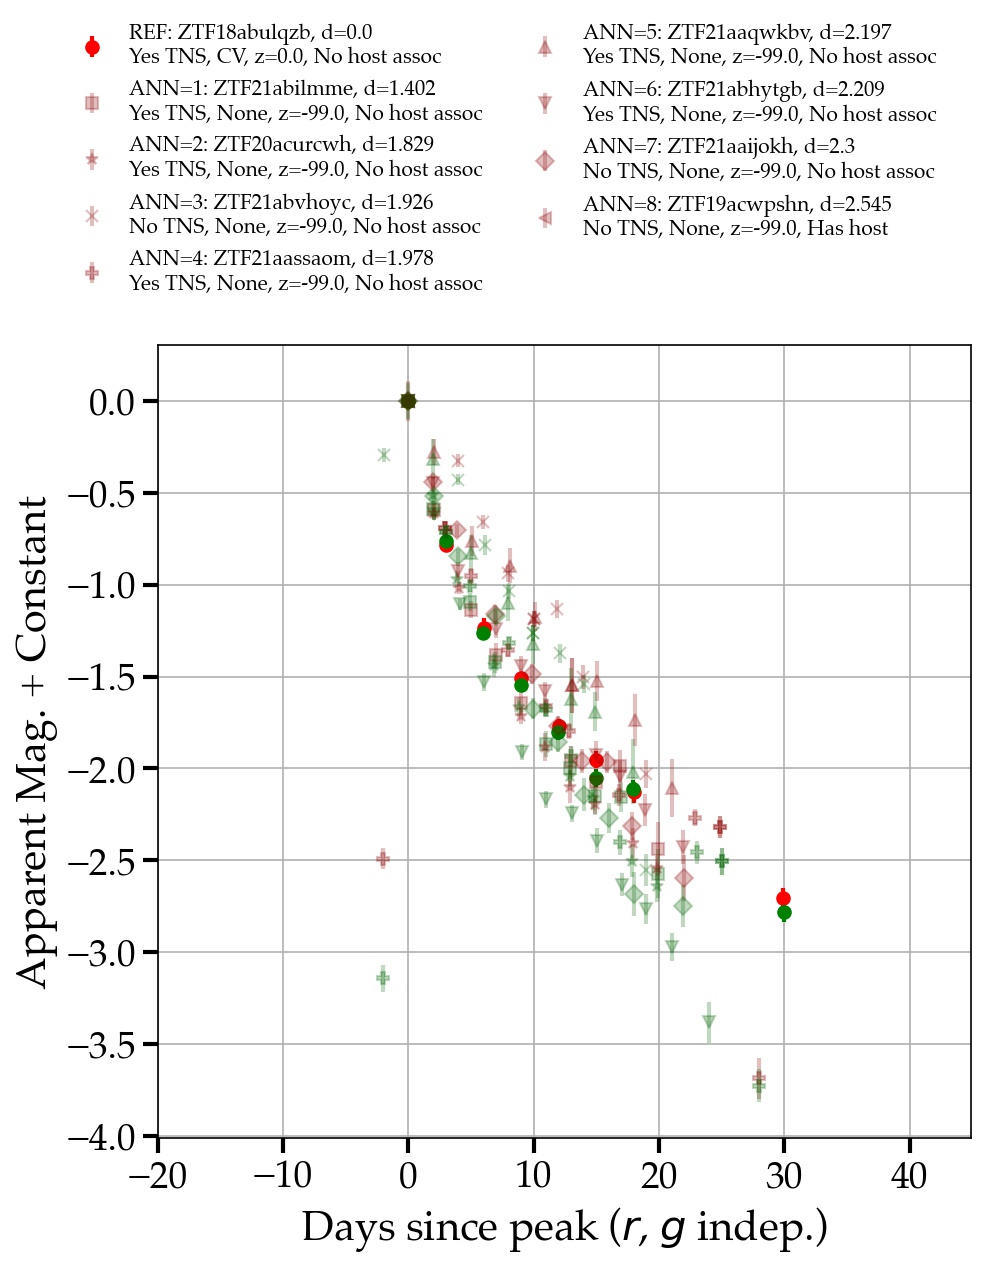 REF: ZTF18abulqzb, d=0.0
Yes TNS, CV, z=0.0, No host assoc
ANN=1: ZTF21abilmme, d=1.402
Yes TNS, None, z=-99.0, No host assoc
ANN=2: ZTF20acurcwh, d=1.829
Yes TNS, None, z=-99.0, No host assoc
ANN=3: ZTF21abvhoyc, d=1.926
No TNS, None, z=-99.0, No host assoc
ANN=4: ZTF21aassaom, d=1.978
Yes TNS, None, z=-99.0, No host assoc
ANN=5: ZTF21aaqwkbv, d=2.197
Yes TNS, None, z=-99.0, No host assoc
ANN=6: ZTF21abhytgb, d=2.209
Yes TNS, None, z=-99.0, No host assoc
ANN=7: ZTF21aaijokh, d=2.3
No TNS, None, z=-99.0, No host assoc
ANN=8: ZTF19acwpshn, d=2.545
No TNS, None, z=-99.0, Has host
Apparent Mag. + Constant
0.0
−0.5
−1.0
−1.5
−2.0
−2.5
−3.0
−3.5
−4.0
−20 −10 0 10 20 30 40
Days since peak (r, g indep.)